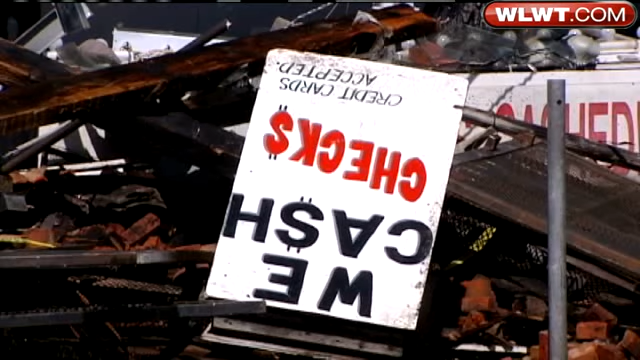 WLWT.COM
WE
CA$H
CHECK$
CREDIT CARDS
ACCEPTED.